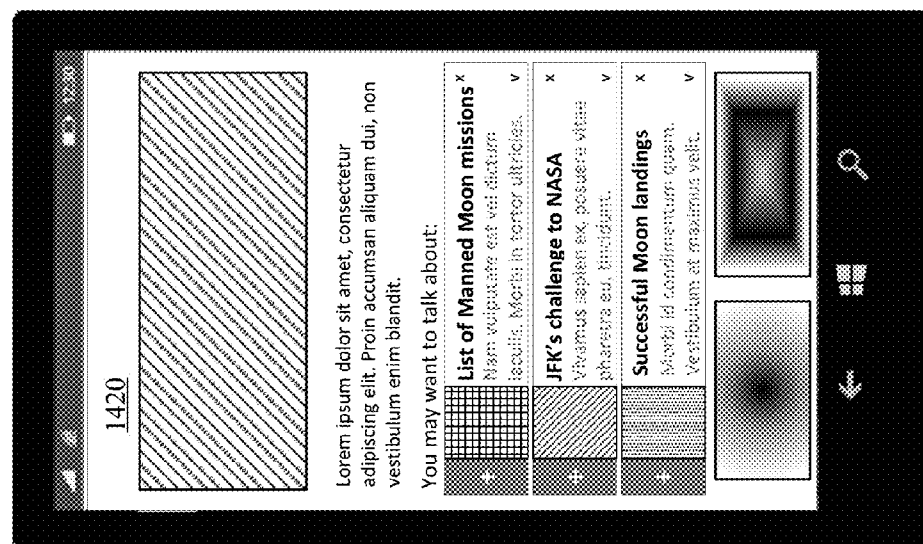 12:30
1420
Lorem ipsum dolor sit amet, consectetur
adipiscing elit. Proin accumsan aliquam dui, non
vestibulum enim blandit.
You may want to talk about:
List of Manned Moon missions x
Nam vulputate est vel dictum
iaculis. Morbi in tortor ultricies. v
JFK's challenge to NASA x
Vivamus sapien ex, posuere vitae
pharetra eu, tincidunt. v
Successful Moon landings x
Morbi id condimentum quam.
Vestibulum at maximus velit. v